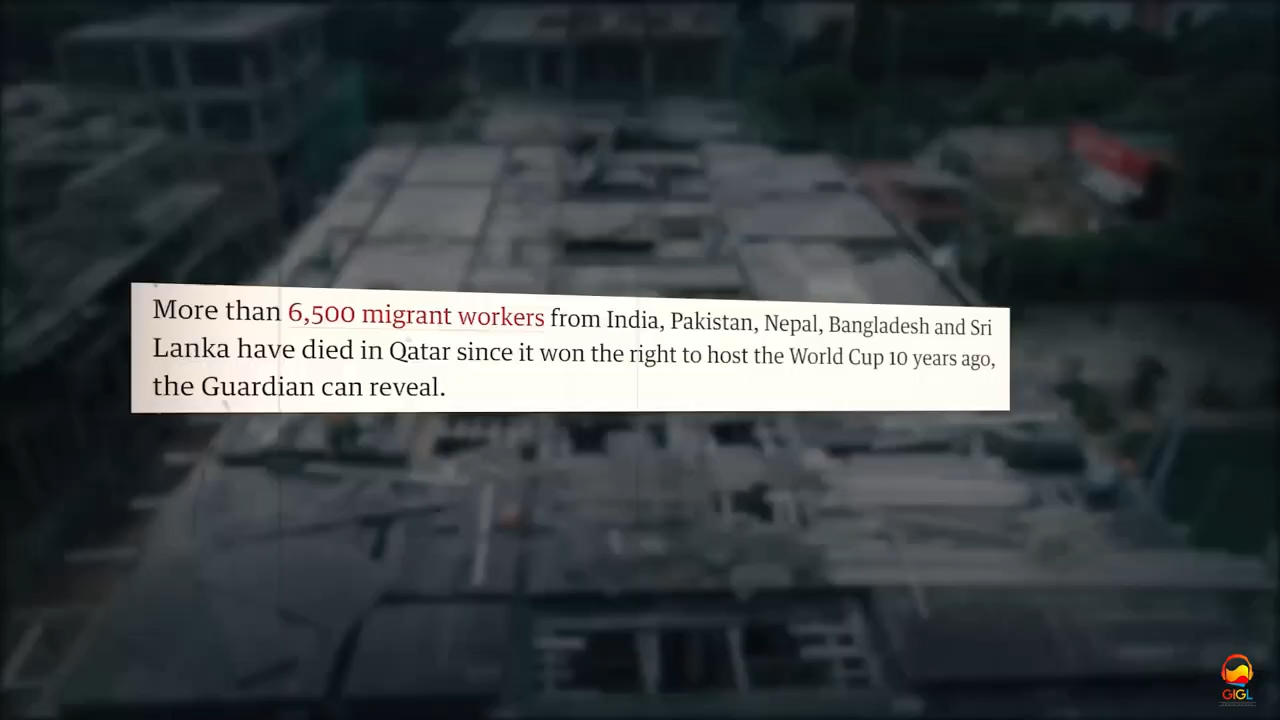 More than 6,500 migrant workers from India, Pakistan, Nepal, Bangladesh and Sri
Lanka have died in Qatar since it won the right to host the World Cup 10 years ago,
the Guardian can reveal.
GIGL